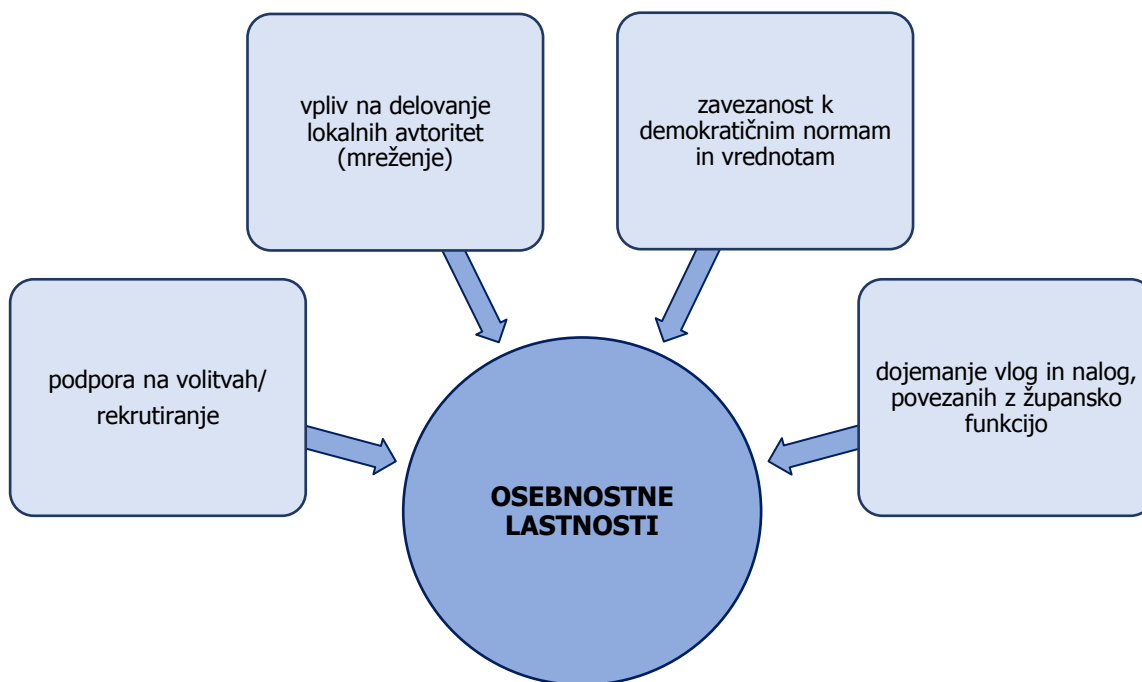 vpliv na delovanje
lokalnih avtoritet
(mreženje)
zavezanost k
demokratičnim normam
in vrednotam
podpora na volitvah/
rekrutiranje
dojemanje vlog in nalog,
povezanih z župansko
funkcijo
OSEBNOSTNE
LASTNOSTI